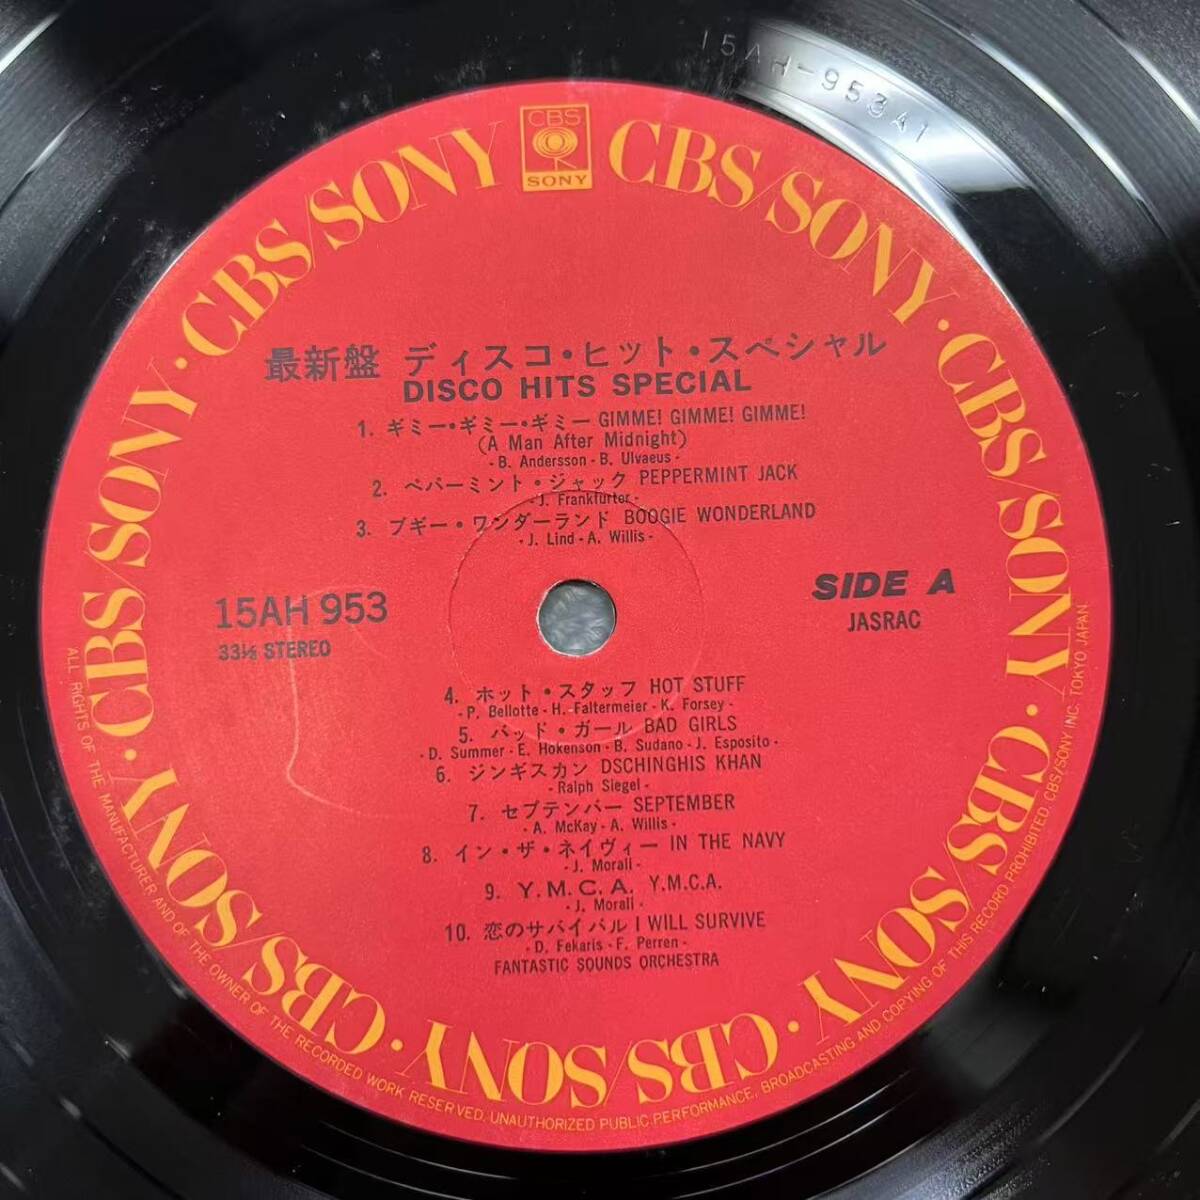 15AH-953A1
CBS
SONY
CBS/SONY · CBS/SONY · CBS/SONY · CBS/SONY · CBS/SONY · CBS/SONY · CBS/SONY · CBS/SONY
最新盤 ディスコ・ヒット・スペシャル
DISCO HITS SPECIAL
1. ギミー・ギミー・ギミー GIMME! GIMME! GIMME!
(A Man After Midnight)
- B. Andersson - B. Ulvaeus -
2. ペパーミント・ジャック PEPPERMINT JACK
- J. Frankfurter -
3. ブギー・ワンダーランド BOOGIE WONDERLAND
- J. Lind - A. Willis -
15AH 953
33⅓ STEREO
SIDE A
JASRAC
4. ホット・スタッフ HOT STUFF
- P. Bellotte - H. Faltermeier - K. Forsey -
5. バッド・ガール BAD GIRLS
- D. Summer - E. Hokenson - B. Sudano - J. Esposito -
6. ジンギスカン DSCHINGHIS KHAN
- Ralph Siegel -
7. セプテンバー SEPTEMBER
- A. McKay - A. Willis -
8. イン・ザ・ネイヴィー IN THE NAVY
- J. Morali -
9. Y.M.C.A. Y.M.C.A.
- J. Morali -
10. 恋のサバイバル I WILL SURVIVE
- D. Fekaris - F. Perren -
FANTASTIC SOUNDS ORCHESTRA
ALL RIGHTS OF THE MANUFACTURER AND OF THE OWNER OF THE RECORDED WORK RESERVED. UNAUTHORIZED PUBLIC PERFORMANCE, BROADCASTING AND COPYING OF THIS RECORD PROHIBITED. CBS/SONY INC. TOKYO JAPAN.